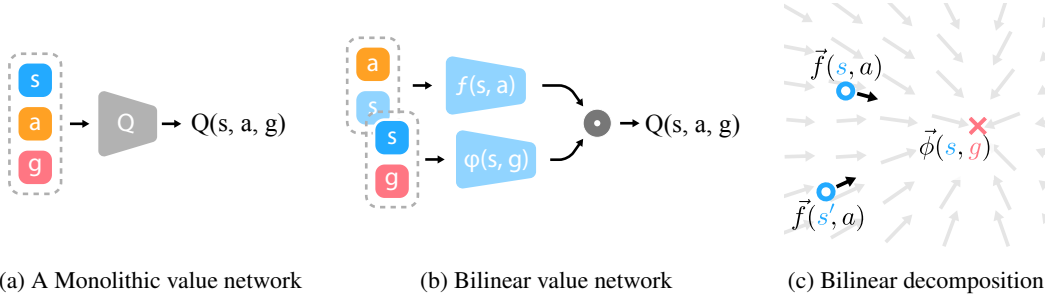 s
a
g
Q
Q(s, a, g)
a
s
s
g
f(s, a)
φ(s, g)
Q(s, a, g)
f⃗(s, a)
ϕ⃗(s, g)
f⃗(s′, a)
(a) A Monolithic value network
(b) Bilinear value network
(c) Bilinear decomposition